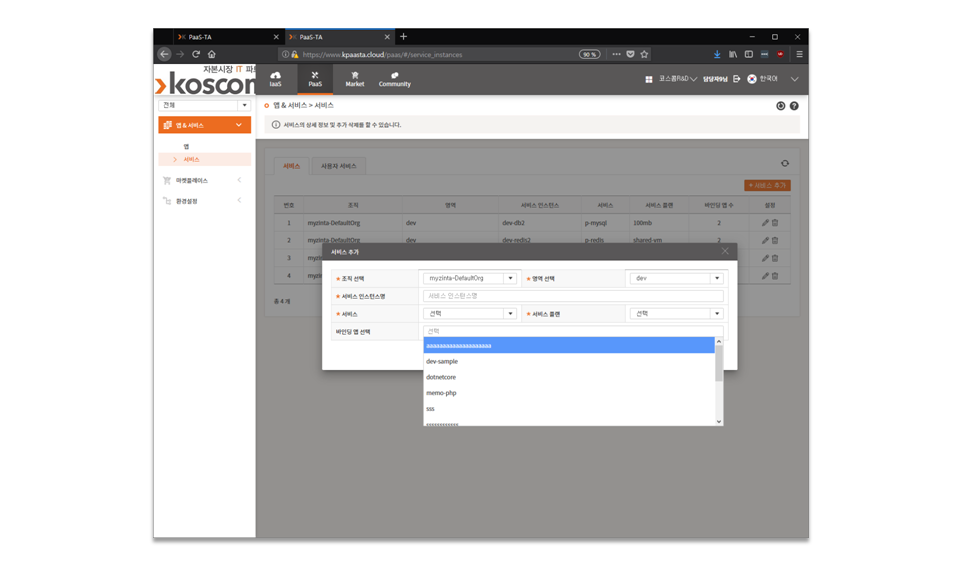 PaaS-TA
PaaS-TA
https://www.kpaasta.cloud/paas/#/service_instances
90 %
자본시장 IT 파트
koscom
IaaS
PaaS
Market
Community
코스콤R&D
담당자9님
한국어
전체
앱 & 서비스
앱
서비스
마켓플레이스
환경설정
앱 & 서비스 > 서비스
서비스의 상세 정보 및 추가 삭제를 할 수 있습니다.
서비스
사용자 서비스
+ 서비스 추가
번호 조직 영역 서비스 인스턴스 서비스 서비스 플랜 바인딩 앱 수 설정
1 myzinta-DefaultOrg dev dev-db2 p-mysql 100mb 2
2 myzinta-DefaultOrg dev dev-redis2 p-redis shared-vm 2
3
4
총 4 개
서비스 추가
★ 조직 선택 myzinta-DefaultOrg ★ 영역 선택 dev
★ 서비스 인스턴스명 서비스 인스턴스명
★ 서비스 선택 ★ 서비스 플랜 선택
바인딩 앱 선택 선택
dev-sample
dotnetcore
memo-php
sss